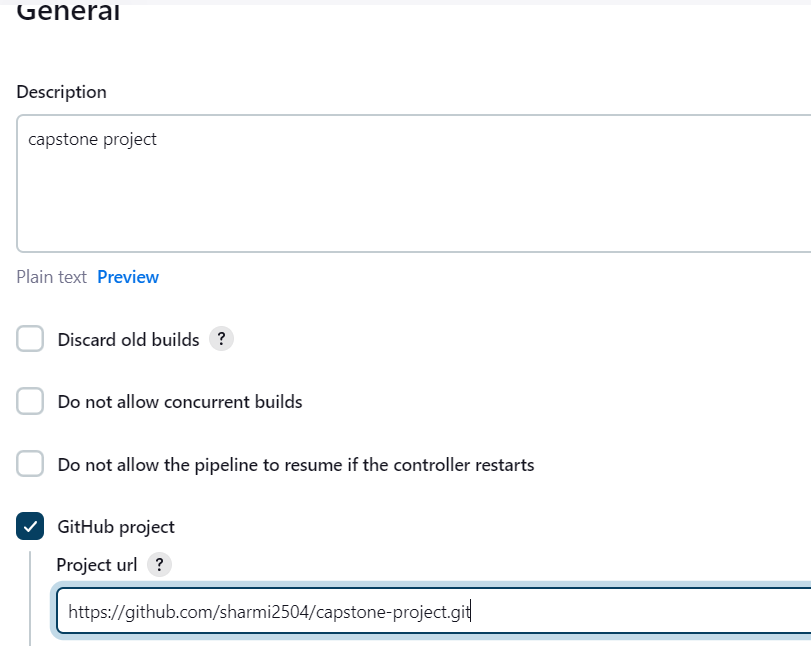 General
Description
capstone project
Plain text Preview
Discard old builds ?
Do not allow concurrent builds
Do not allow the pipeline to resume if the controller restarts
GitHub project
Project url ?
https://github.com/sharmi2504/capstone-project.git